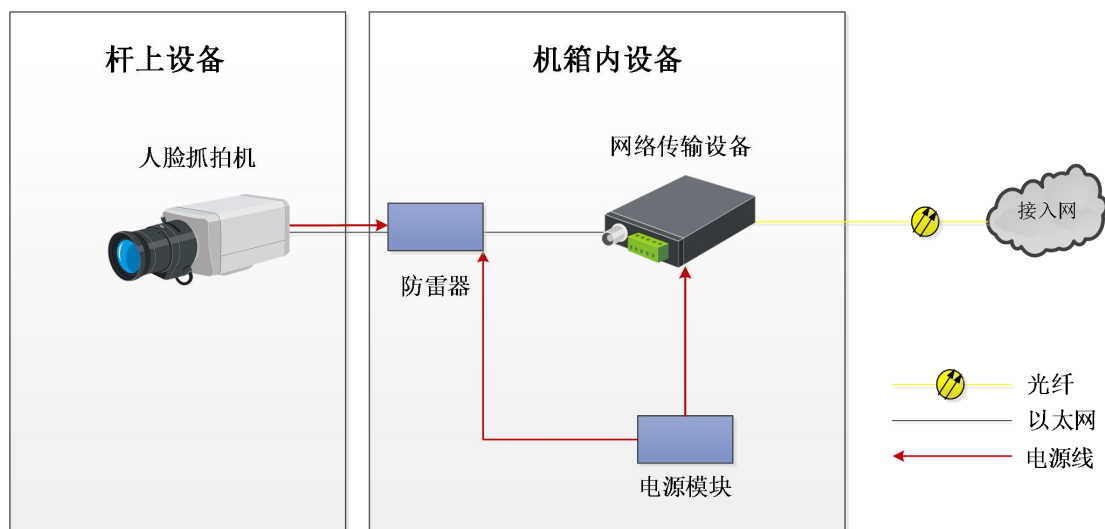 杆上设备
机箱内设备
人脸抓拍机
网络传输设备
接入网
防雷器
电源模块
光纤
以太网
电源线